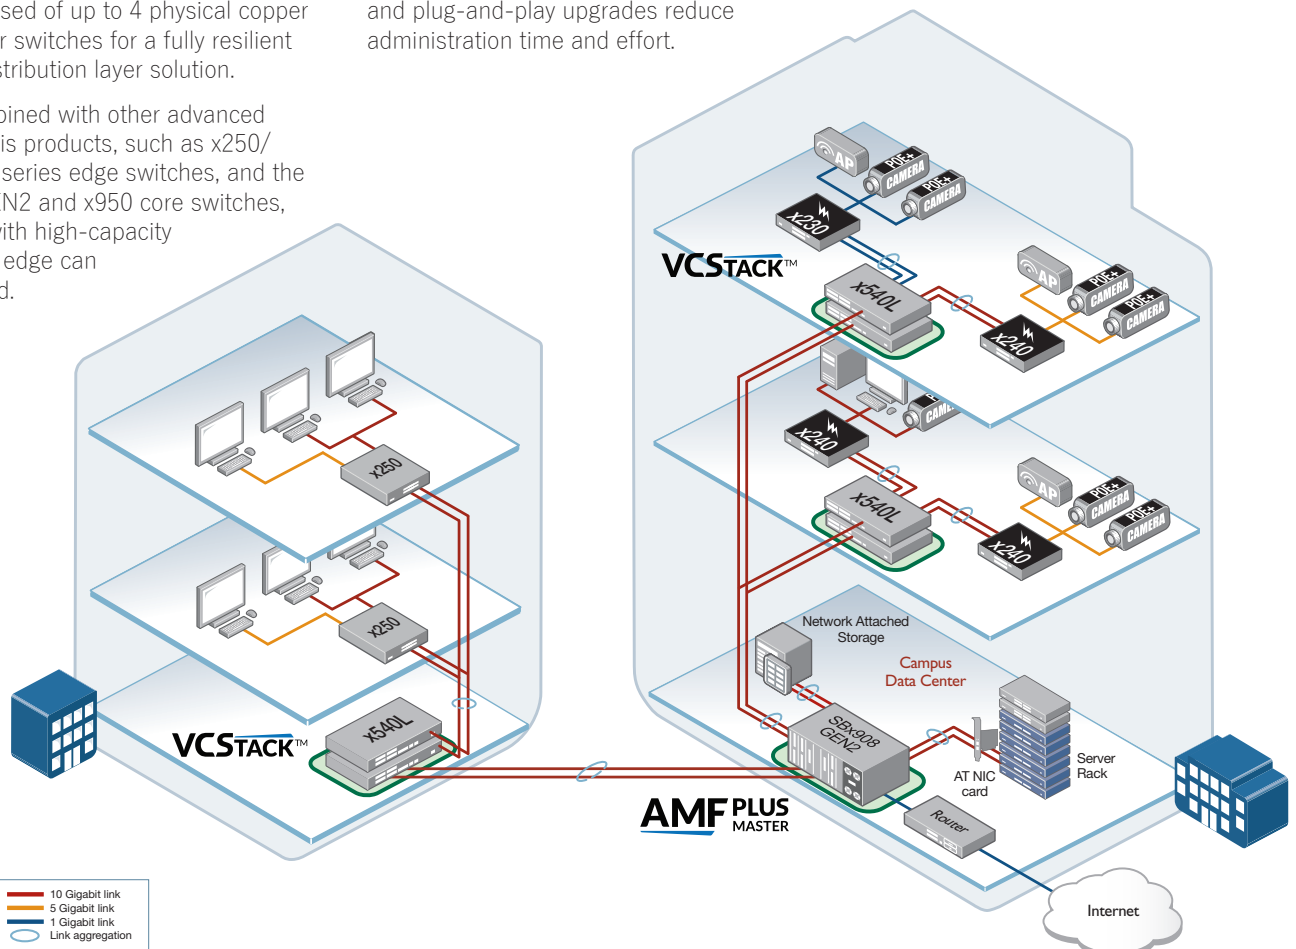 sed of up to 4 physical copper
r switches for a fully resilient
stribution layer solution.
bined with other advanced
is products, such as x250/
series edge switches, and the
EN2 and x950 core switches,
with high-capacity
edge can
d.
and plug-and-play upgrades reduce
administration time and effort.
AP
POE+
CAMERA
POE+
CAMERA
x230
VCSTACK™
x540L
AP
POE+
CAMERA
POE+
CAMERA
x240
x240
x540L
AP
POE+
CAMERA
POE+
CAMERA
x240
x250
x250
VCSTACK™
x540L
Network Attached
Storage
Campus
Data Center
SBx908
GEN2
AT NIC
card
Server
Rack
AMF PLUS
MASTER
Router
Internet
10 Gigabit link
5 Gigabit link
1 Gigabit link
Link aggregation